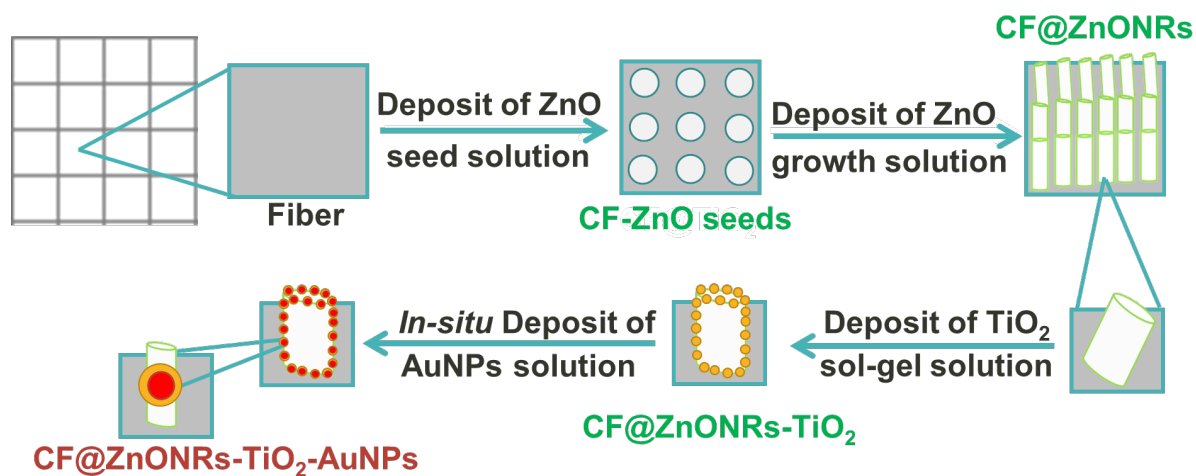 CF@ZnONRs
Deposit of ZnO
seed solution
Deposit of ZnO
growth solution
Fiber
CF-ZnO seeds
In-situ Deposit of
AuNPs solution
Deposit of TiO₂
sol-gel solution
CF@ZnONRs-TiO₂
CF@ZnONRs-TiO₂-AuNPs